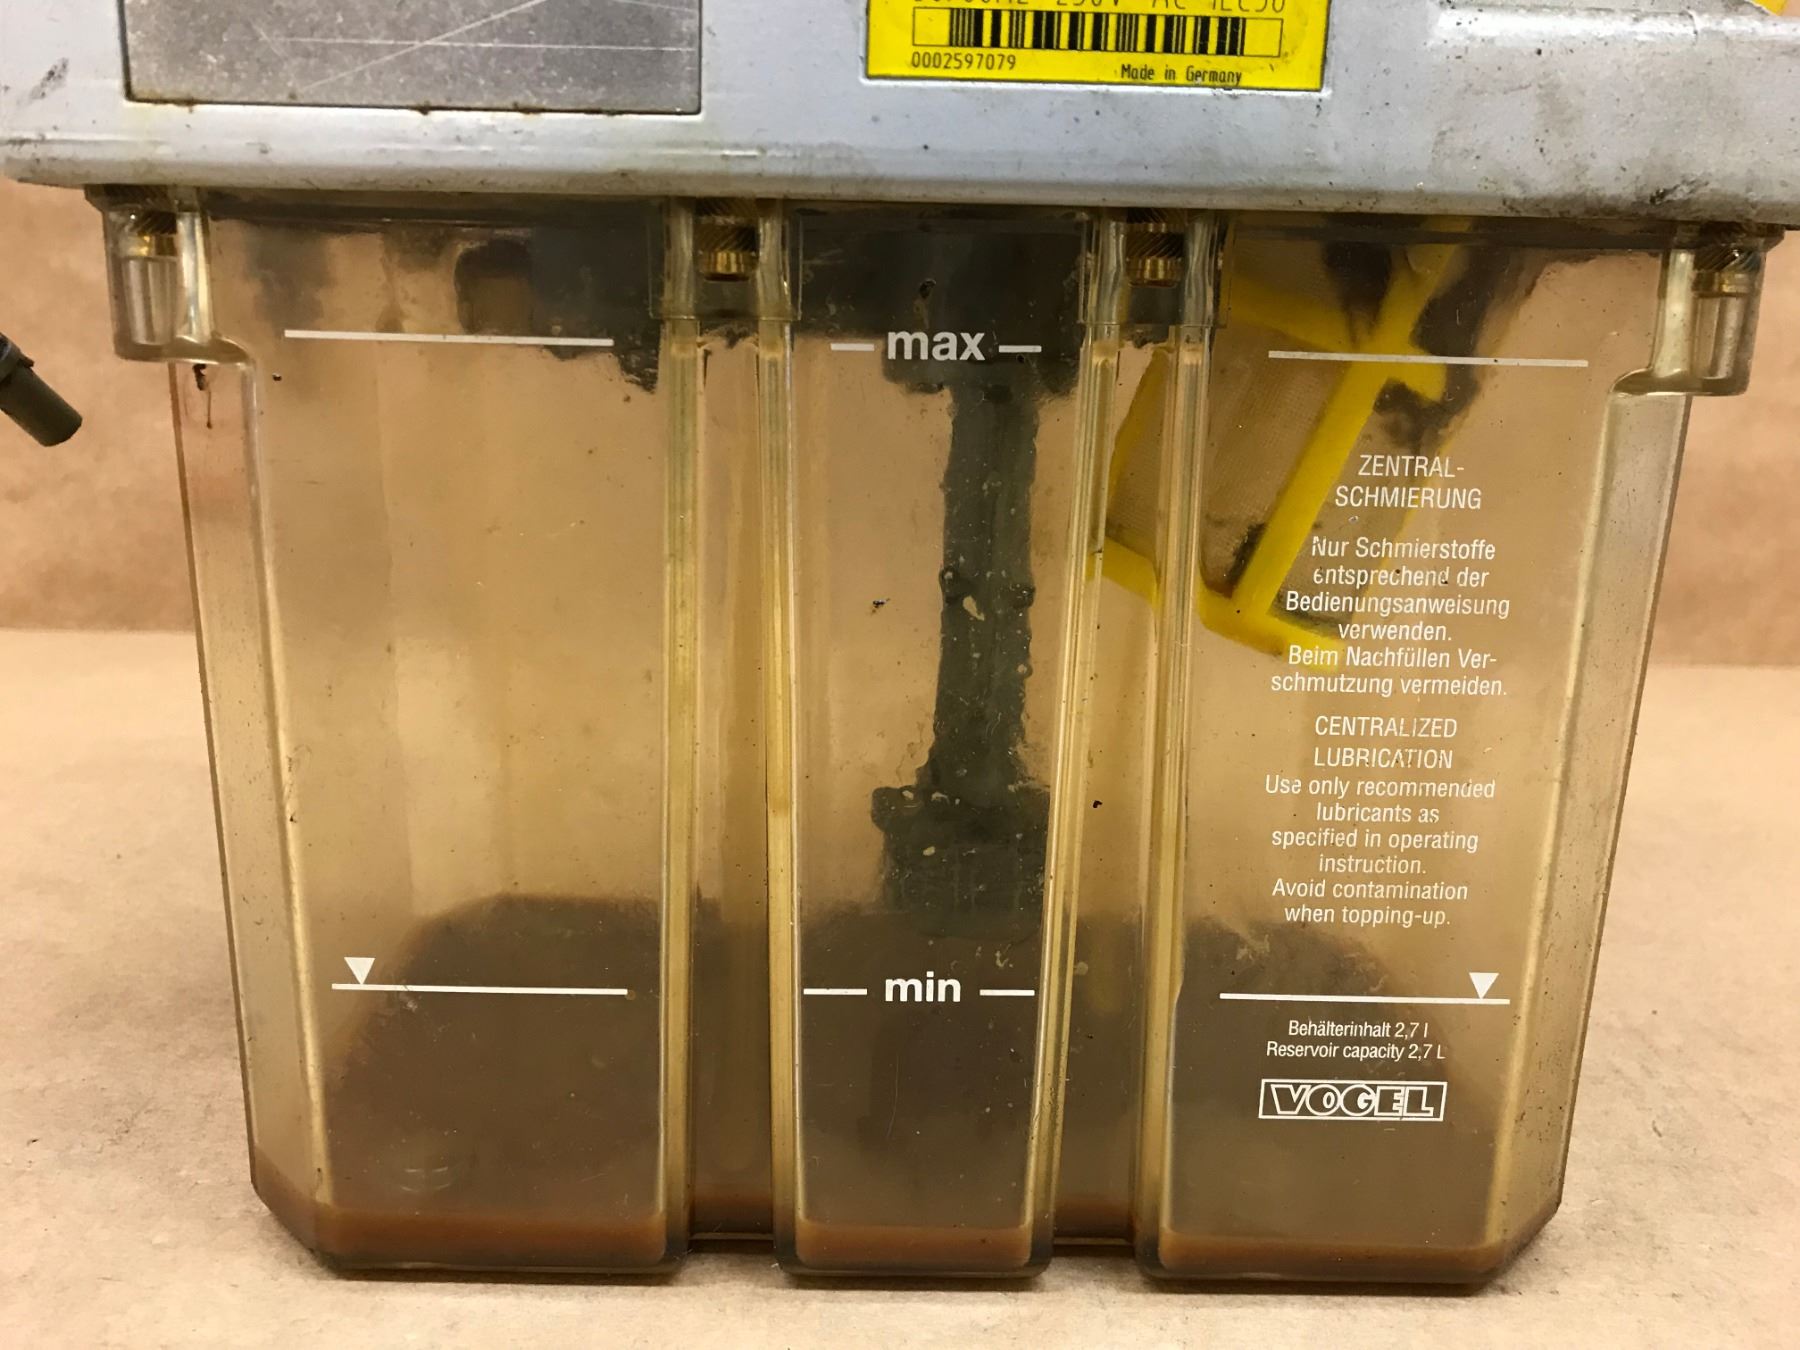 0002597079
Made in Germany
max
ZENTRAL-
SCHMIERUNG
Nur Schmierstoffe
entsprechend der
Bedienungsanweisung
verwenden.
Beim Nachfüllen Ver-
schmutzung vermeiden.
CENTRALIZED
LUBRICATION
Use only recommended
lubricants as
specified in operating
instruction.
Avoid contamination
when topping-up.
min
Behälterinhalt 2,7 l
Reservoir capacity 2,7 L
VOGEL